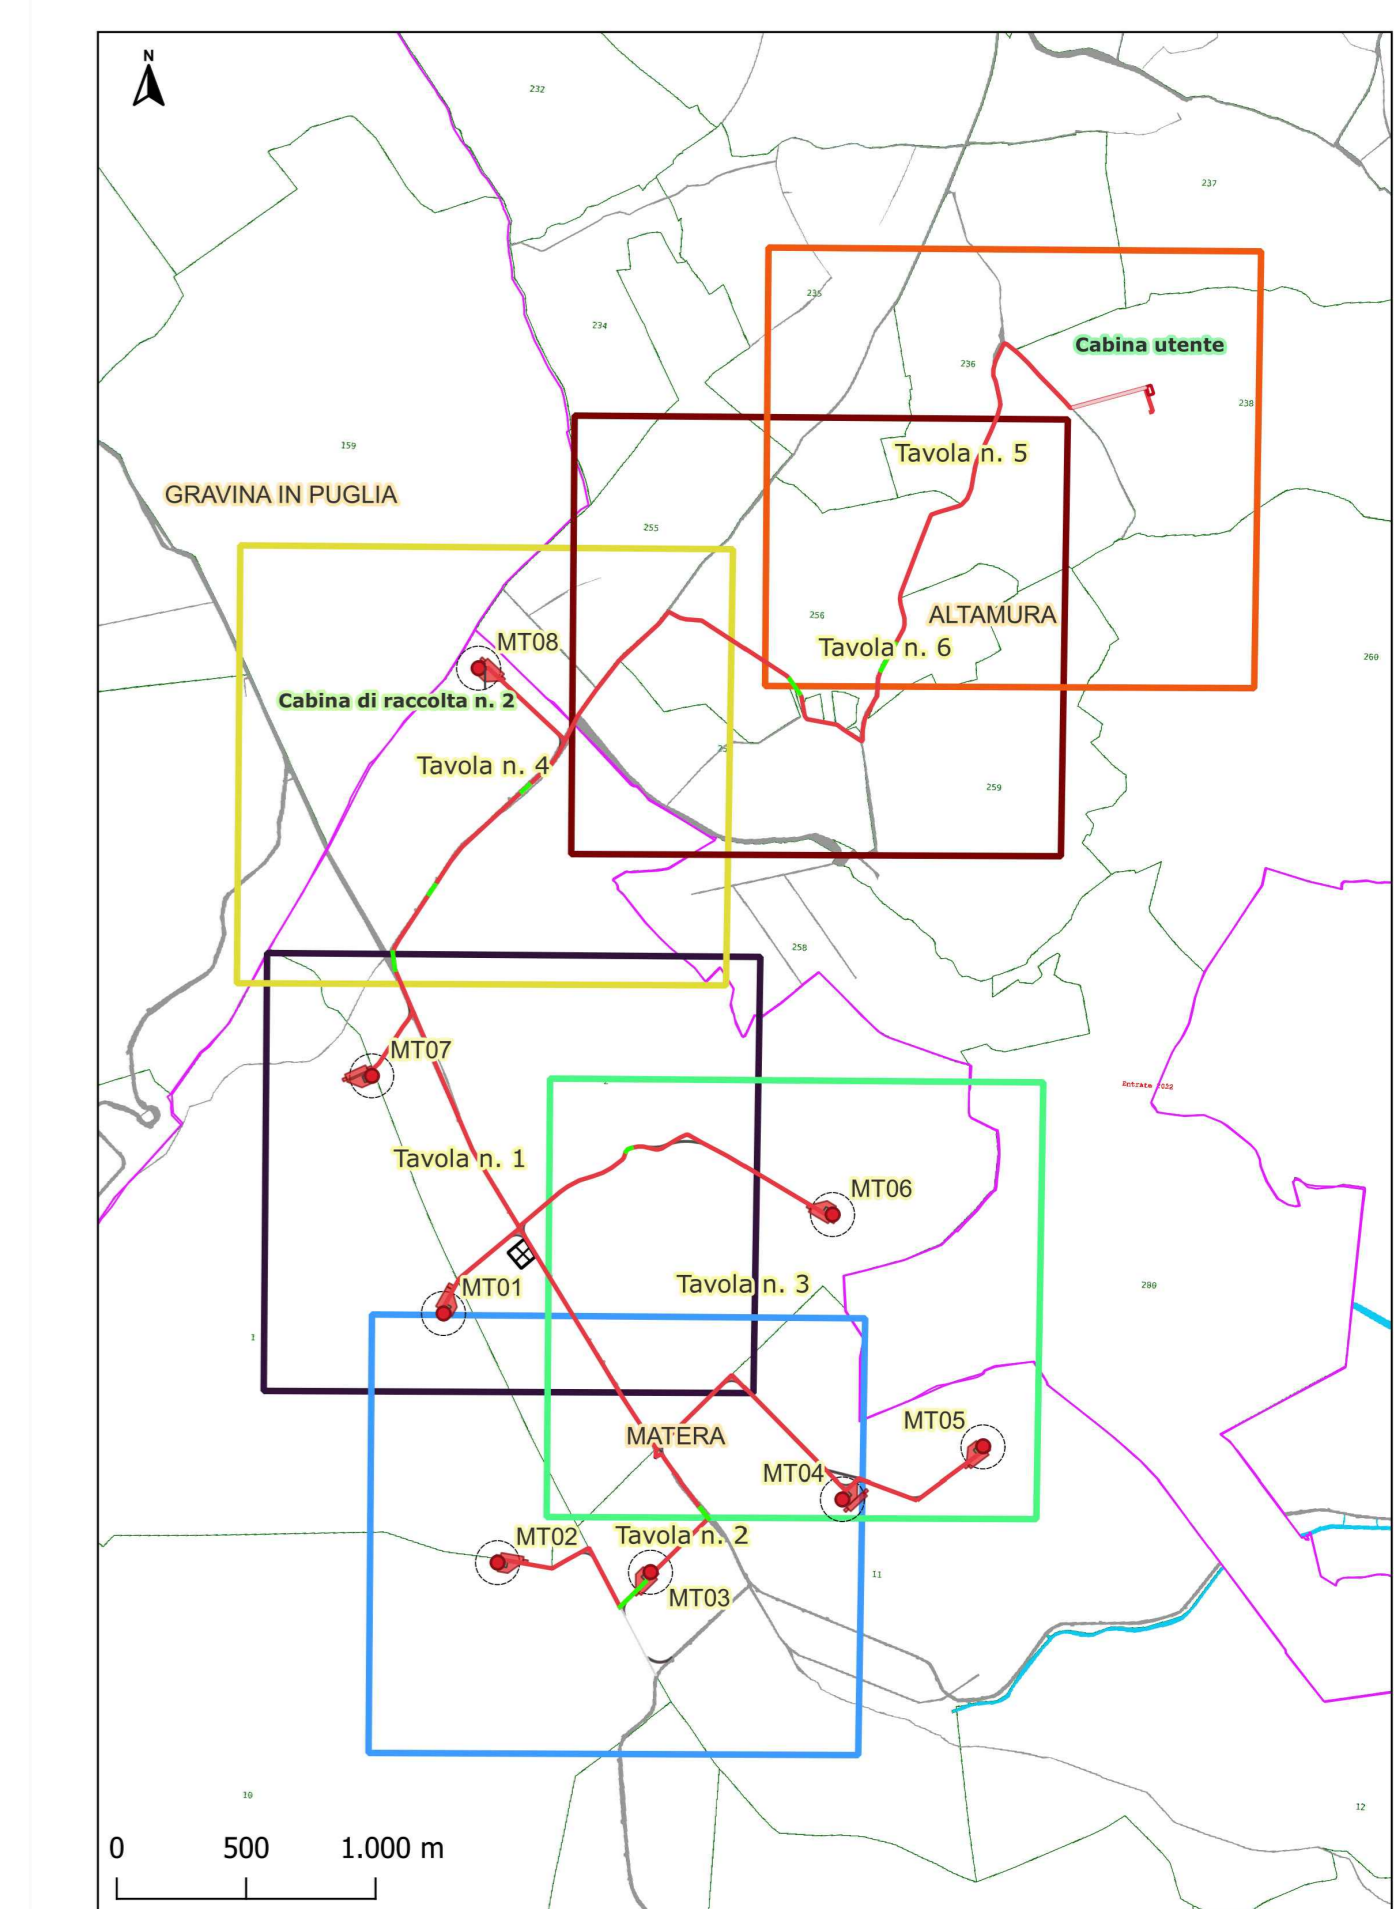 N
232
237
235
234
Cabina utente
236
238
159
Tavola n. 5
GRAVINA IN PUGLIA
255
256
ALTAMURA
MT08
Tavola n. 6
260
Cabina di raccolta n. 2
Tavola n. 4
259
258
MT07
Entrate 2022
Tavola n. 1
MT06
Tavola n. 3
280
MT01
MT05
MATERA
MT04
MT02
Tavola n. 2
MT03
10
12
0 500 1.000 m